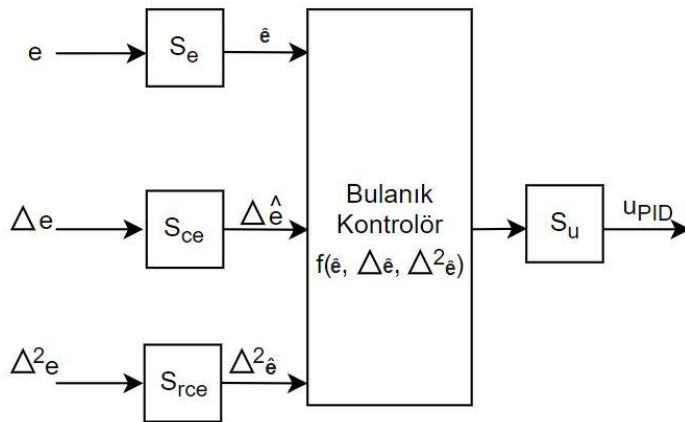 e
S_e
ê
Δe
S_ce
Δê
Δ²e
S_rce
Δ²ê
Bulanık
Kontrolör
f(ê, Δê, Δ²ê)
S_u
u_PID